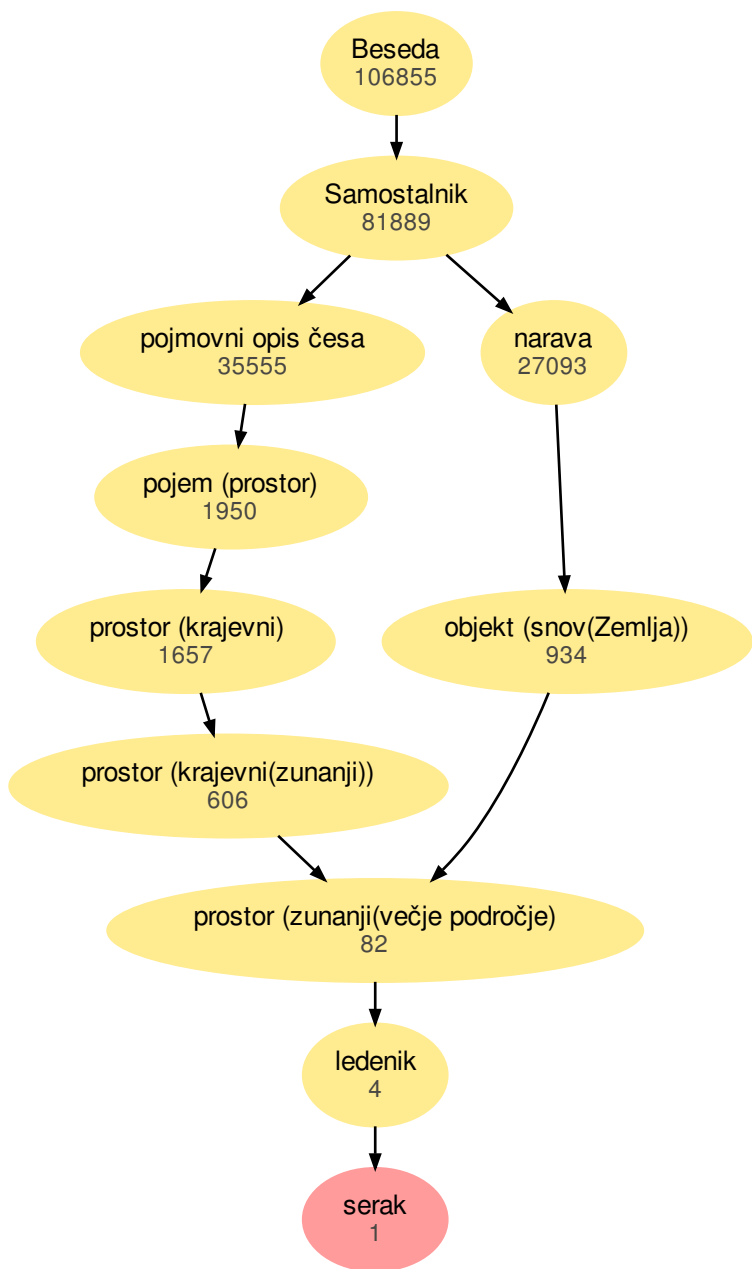 Beseda
106855
Samostalnik
81889
pojmovni opis česa
35555
narava
27093
pojem (prostor)
1950
prostor (krajevni)
1657
objekt (snov(Zemlja))
934
prostor (krajevni(zunanji))
606
prostor (zunanji(večje področje)
82
ledenik
4
serak
1